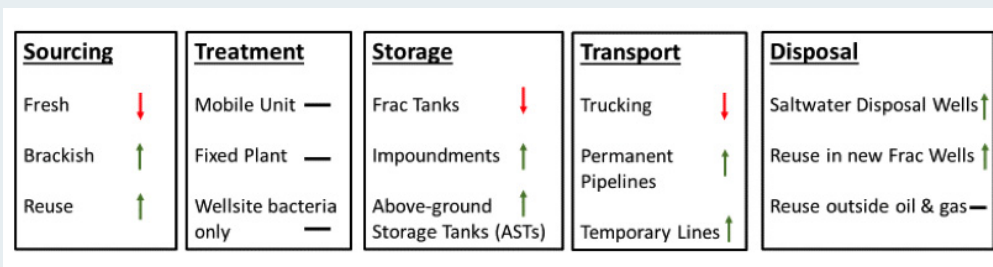 Sourcing
Fresh
Brackish
Reuse
Treatment
Mobile Unit
Fixed Plant
Wellsite bacteria
only
Storage
Frac Tanks
Impoundments
Above-ground
Storage Tanks (ASTs)
Transport
Trucking
Permanent
Pipelines
Temporary Lines
Disposal
Saltwater Disposal Wells
Reuse in new Frac Wells
Reuse outside oil & gas